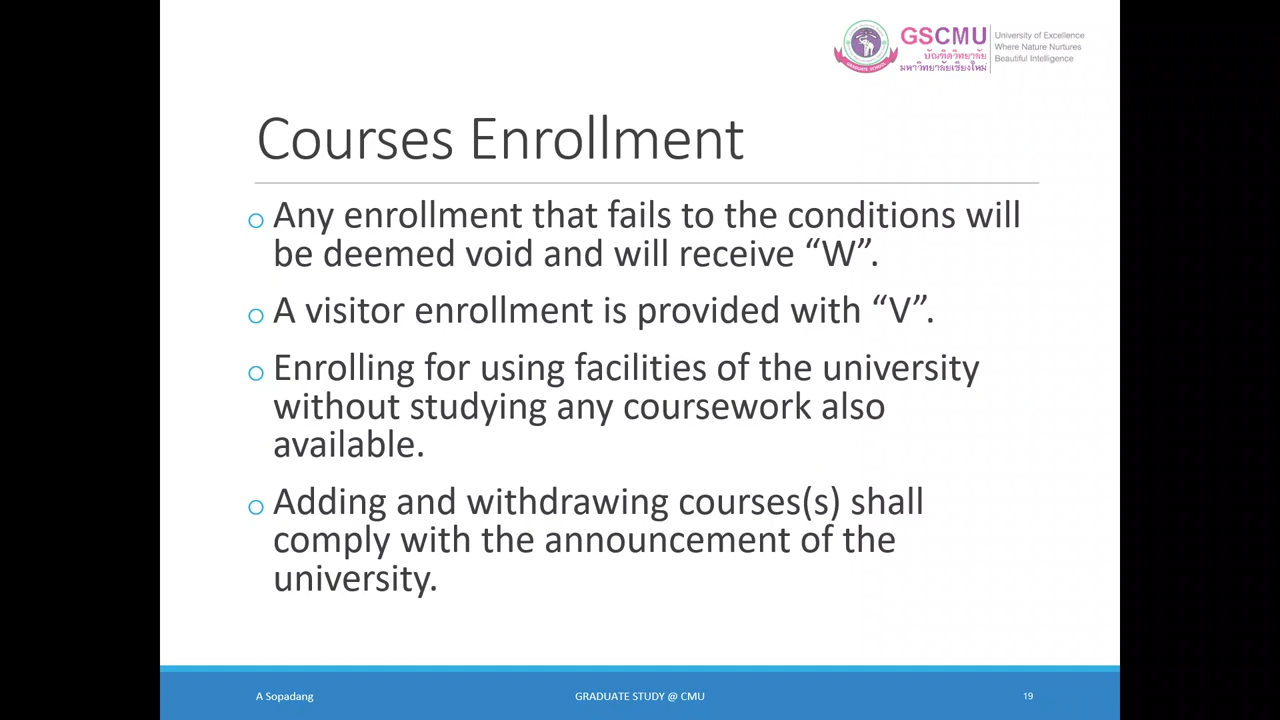 GSCMU
บัณฑิตวิทยาลัย
มหาวิทยาลัยเชียงใหม่
University of Excellence
Where Nature Nurtures
Beautiful Intelligence
Courses Enrollment
o Any enrollment that fails to the conditions will
be deemed void and will receive “W”.
o A visitor enrollment is provided with “V”.
o Enrolling for using facilities of the university
without studying any coursework also
available.
o Adding and withdrawing courses(s) shall
comply with the announcement of the
university.
A Sopadang
GRADUATE STUDY @ CMU
19